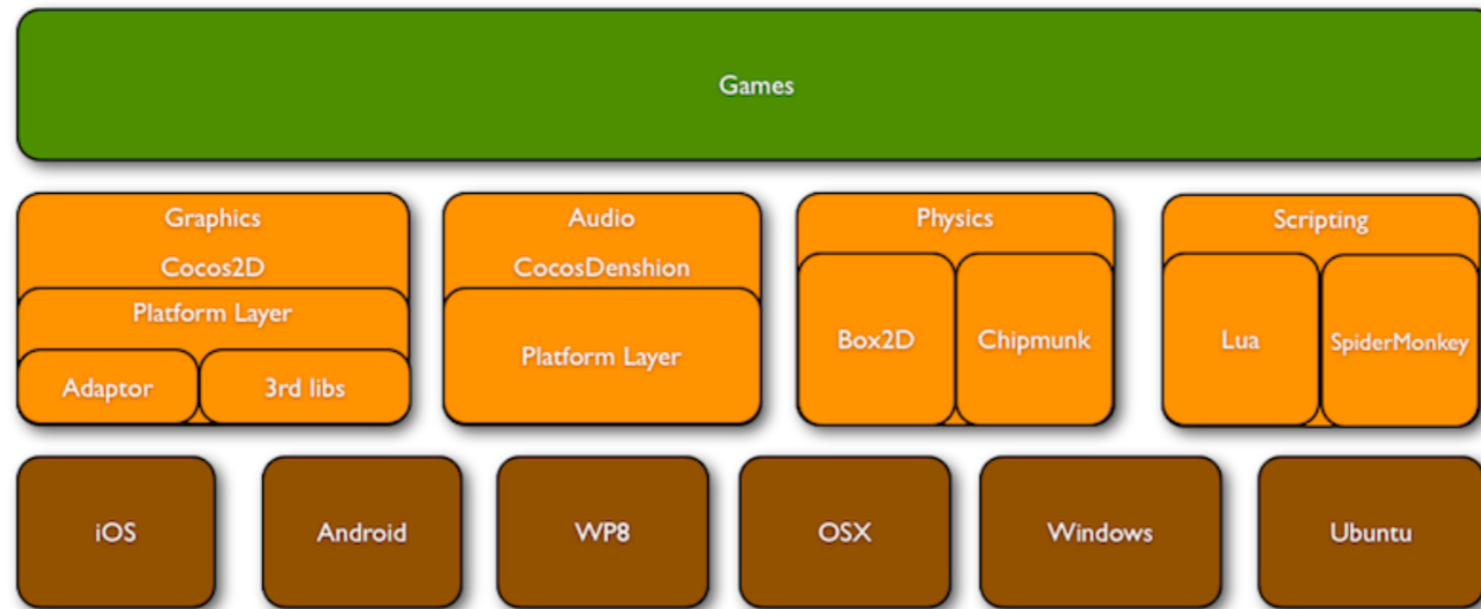 Games
Graphics
Cocos2D
Platform Layer
Adaptor
3rd libs
Audio
CocosDenshion
Platform Layer
Physics
Box2D
Chipmunk
Scripting
Lua
SpiderMonkey
iOS
Android
WP8
OSX
Windows
Ubuntu